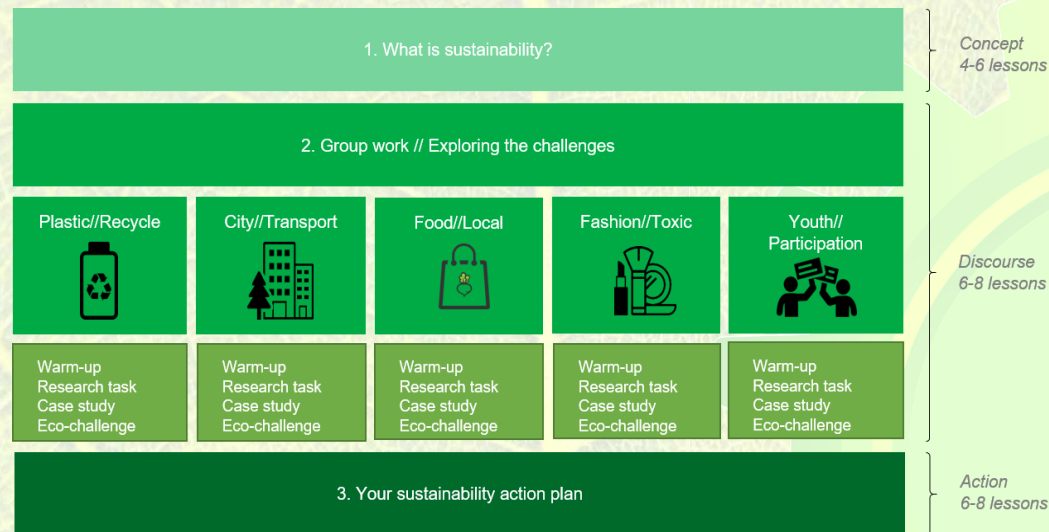 1. What is sustainability?
Concept
4-6 lessons
2. Group work // Exploring the challenges
Plastic//Recycle
City//Transport
Food//Local
Fashion//Toxic
Youth//
Participation
Discourse
6-8 lessons
Warm-up
Research task
Case study
Eco-challenge
Warm-up
Research task
Case study
Eco-challenge
Warm-up
Research task
Case study
Eco-challenge
Warm-up
Research task
Case study
Eco-challenge
Warm-up
Research task
Case study
Eco-challenge
3. Your sustainability action plan
Action
6-8 lessons